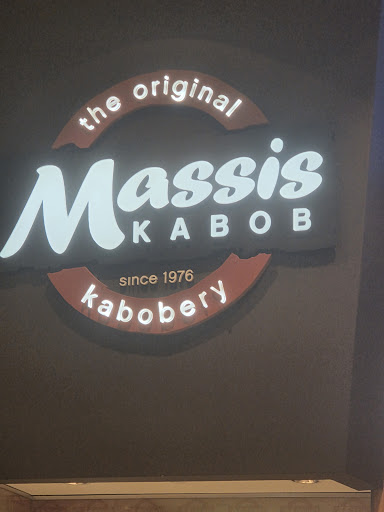 the original
Massis
KABOB
since 1976
kabobery